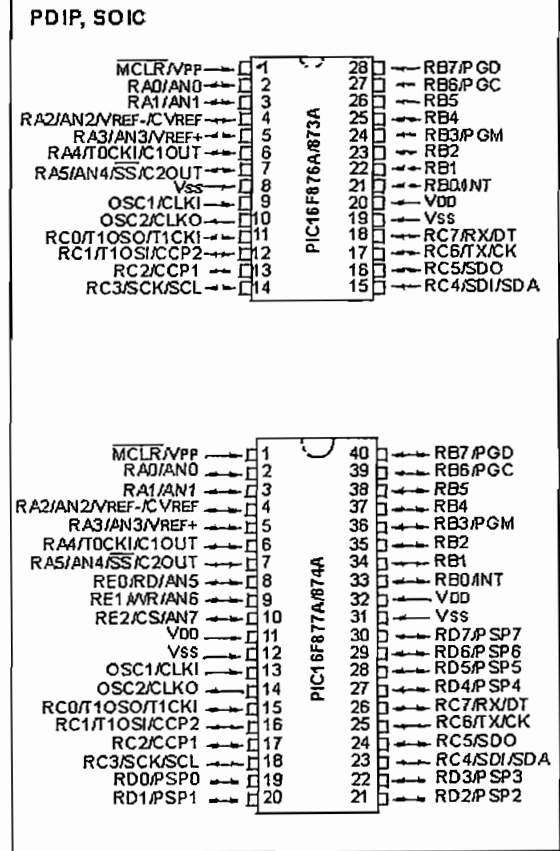 PDIP, SOIC
MCLR/VPP 1 28 RB7/PGD
RA0/AN0 2 27 RB6/PGC
RA1/AN1 3 26 RB5
RA2/AN2/VREF-/CVREF 4 25 RB4
RA3/AN3/VREF+ 5 24 RB3/PGM
RA4/T0CKI/C1OUT 6 23 RB2
RA5/AN4/SS/C2OUT 7 22 RB1
VSS 8 21 RB0/INT
OSC1/CLKI 9 20 VDD
OSC2/CLKO 10 19 VSS
RC0/T1OSO/T1CKI 11 18 RC7/RX/DT
RC1/T1OSI/CCP2 12 17 RC6/TX/CK
RC2/CCP1 13 16 RC5/SDO
RC3/SCK/SCL 14 15 RC4/SDI/SDA
PIC16F876A/873A
MCLR/VPP 1 40 RB7/PGD
RA0/AN0 2 39 RB6/PGC
RA1/AN1 3 38 RB5
RA2/AN2/VREF-/CVREF 4 37 RB4
RA3/AN3/VREF+ 5 36 RB3/PGM
RA4/T0CKI/C1OUT 6 35 RB2
RA5/AN4/SS/C2OUT 7 34 RB1
RE0/RD/AN5 8 33 RB0/INT
RE1/WR/AN6 9 32 VDD
RE2/CS/AN7 10 31 VSS
VDD 11 30 RD7/PSP7
VSS 12 29 RD6/PSP6
OSC1/CLKI 13 28 RD5/PSP5
OSC2/CLKO 14 27 RD4/PSP4
RC0/T1OSO/T1CKI 15 26 RC7/RX/DT
RC1/T1OSI/CCP2 16 25 RC6/TX/CK
RC2/CCP1 17 24 RC5/SDO
RC3/SCK/SCL 18 23 RC4/SDI/SDA
RD0/PSP0 19 22 RD3/PSP3
RD1/PSP1 20 21 RD2/PSP2
PIC16F877A/874A